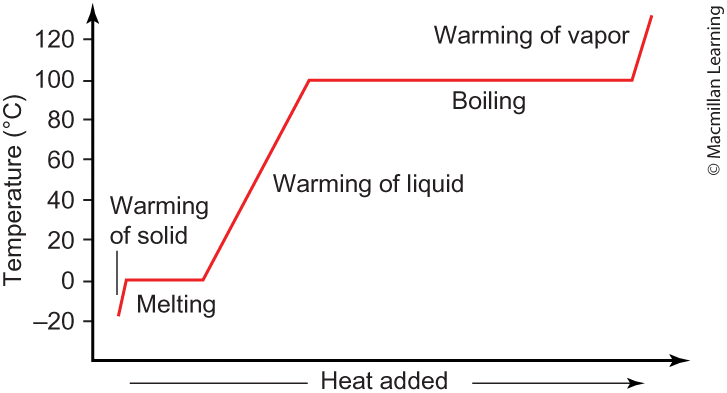 120
100
80
60
40
20
0
–20
Temperature (°C)
Warming
of solid
Melting
Warming of liquid
Boiling
Warming of vapor
Heat added
© Macmillan Learning